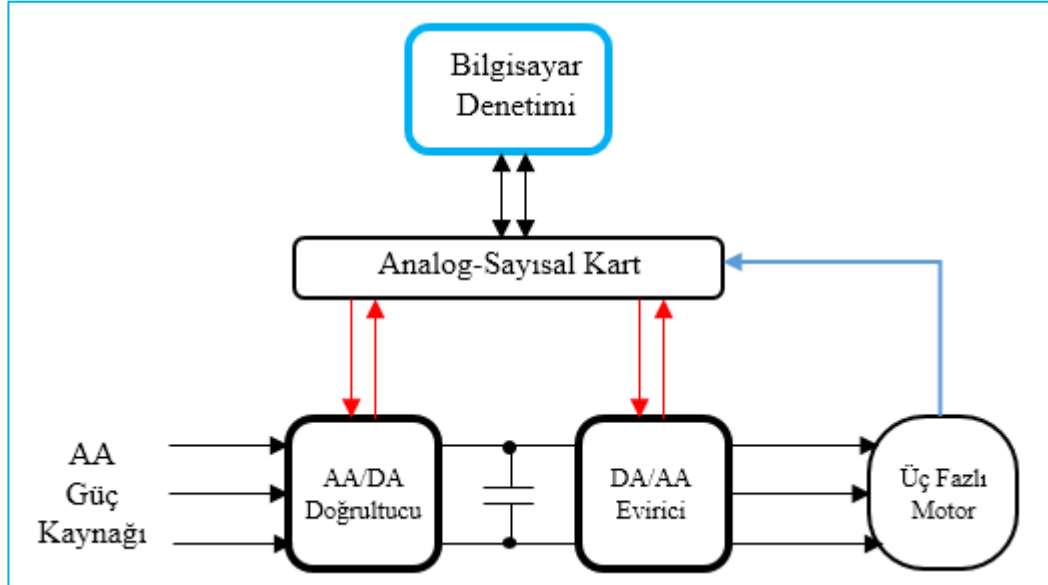 Bilgisayar
Denetimi
Analog-Sayısal Kart
AA
Güç
Kaynağı
AA/DA
Doğrultucu
DA/AA
Evirici
Üç Fazlı
Motor